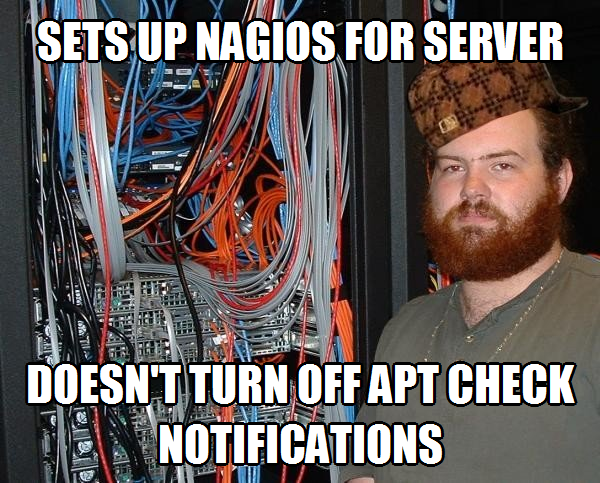 SETS UP NAGIOS FOR SERVER
DOESN'T TURN OFF APT CHECK
NOTIFICATIONS